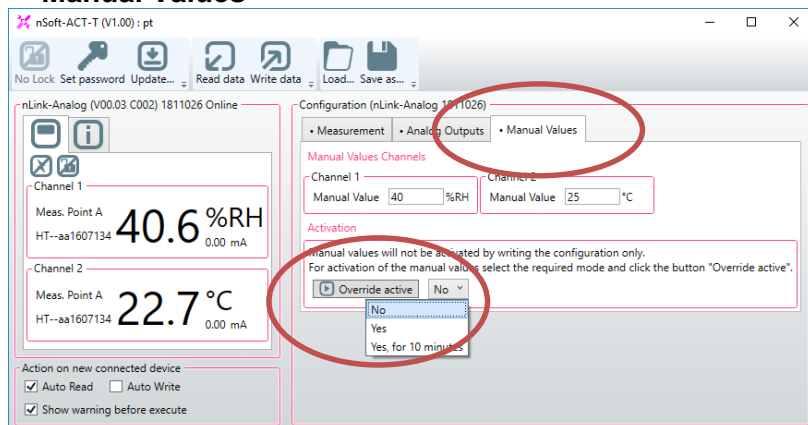 Manual Values
nSoft-ACT-T (V1.00) : pt
No Lock Set password Update... Read data Write data Load... Save as...
nLink-Analog (V00.03 C002) 1811026 Online
Channel 1
Meas. Point A
HT--aa1607134
40.6 %RH
0.00 mA
Channel 2
Meas. Point A
HT--aa1607134
22.7 °C
0.00 mA
Action on new connected device
Auto Read Auto Write
Show warning before execute
Configuration (nLink-Analog 1811026)
• Measurement • Analog Outputs • Manual Values
Manual Values Channels
Channel 1 Channel 2
Manual Value 40 %RH Manual Value 25 °C
Activation
Manual values will not be activated by writing the configuration only.
For activation of the manual values select the required mode and click the button "Override active".
Override active No
No
Yes
Yes, for 10 minutes